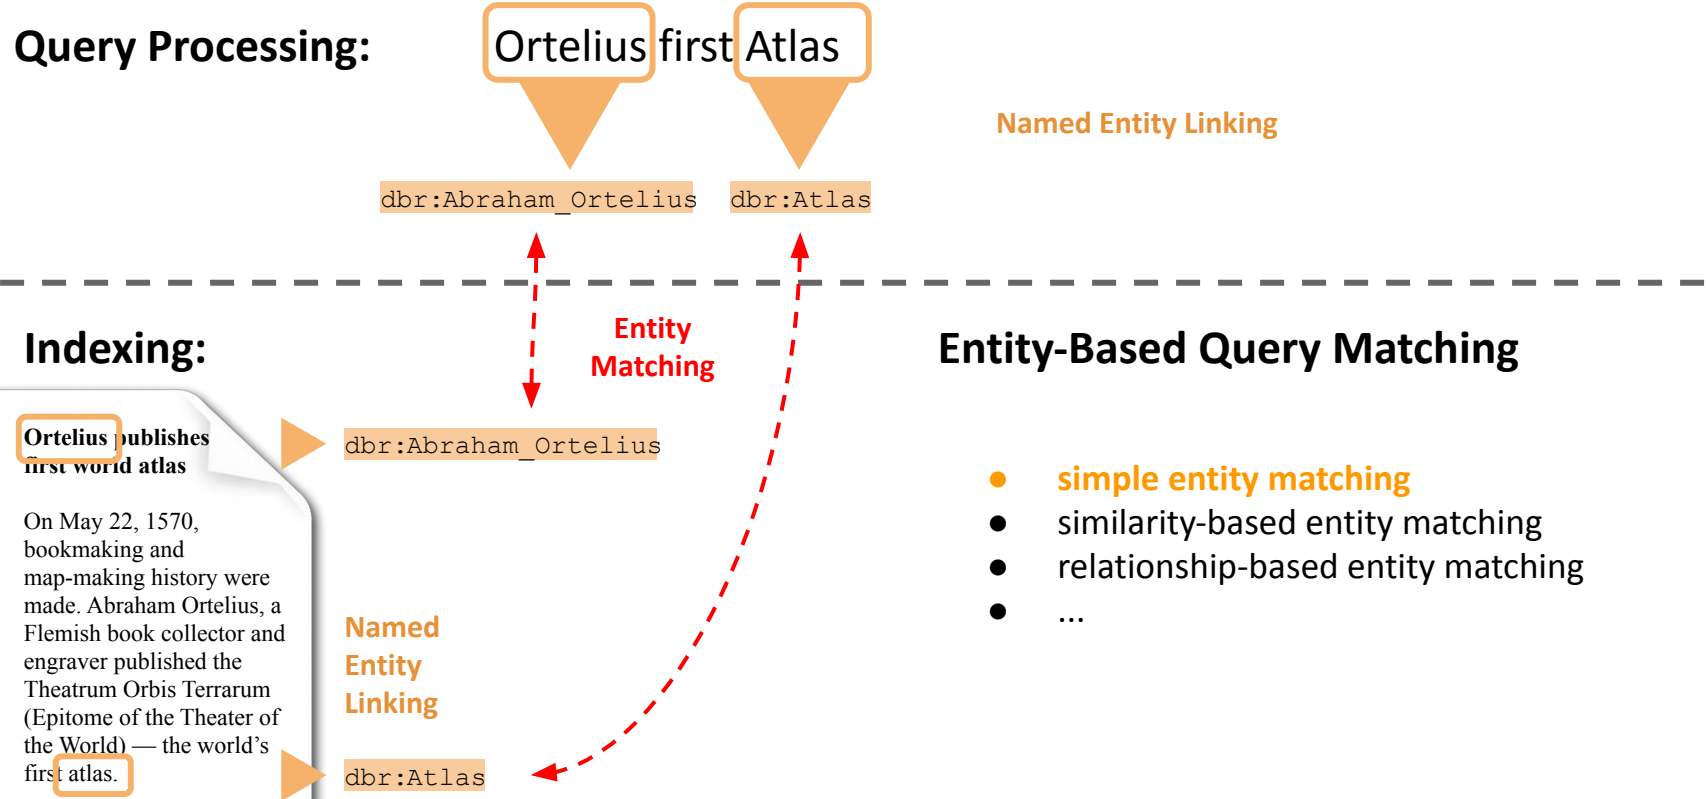 Query Processing:
Ortelius first Atlas
Named Entity Linking
dbr:Abraham_Ortelius
dbr:Atlas
Entity
Matching
Indexing:
Entity-Based Query Matching
Ortelius publishes
first world atlas
On May 22, 1570,
bookmaking and
map-making history were
made. Abraham Ortelius, a
Flemish book collector and
engraver published the
Theatrum Orbis Terrarum
(Epitome of the Theater of
the World) — the world’s
first atlas.
dbr:Abraham_Ortelius
Named
Entity
Linking
dbr:Atlas
● simple entity matching
● similarity-based entity matching
● relationship-based entity matching
● ...